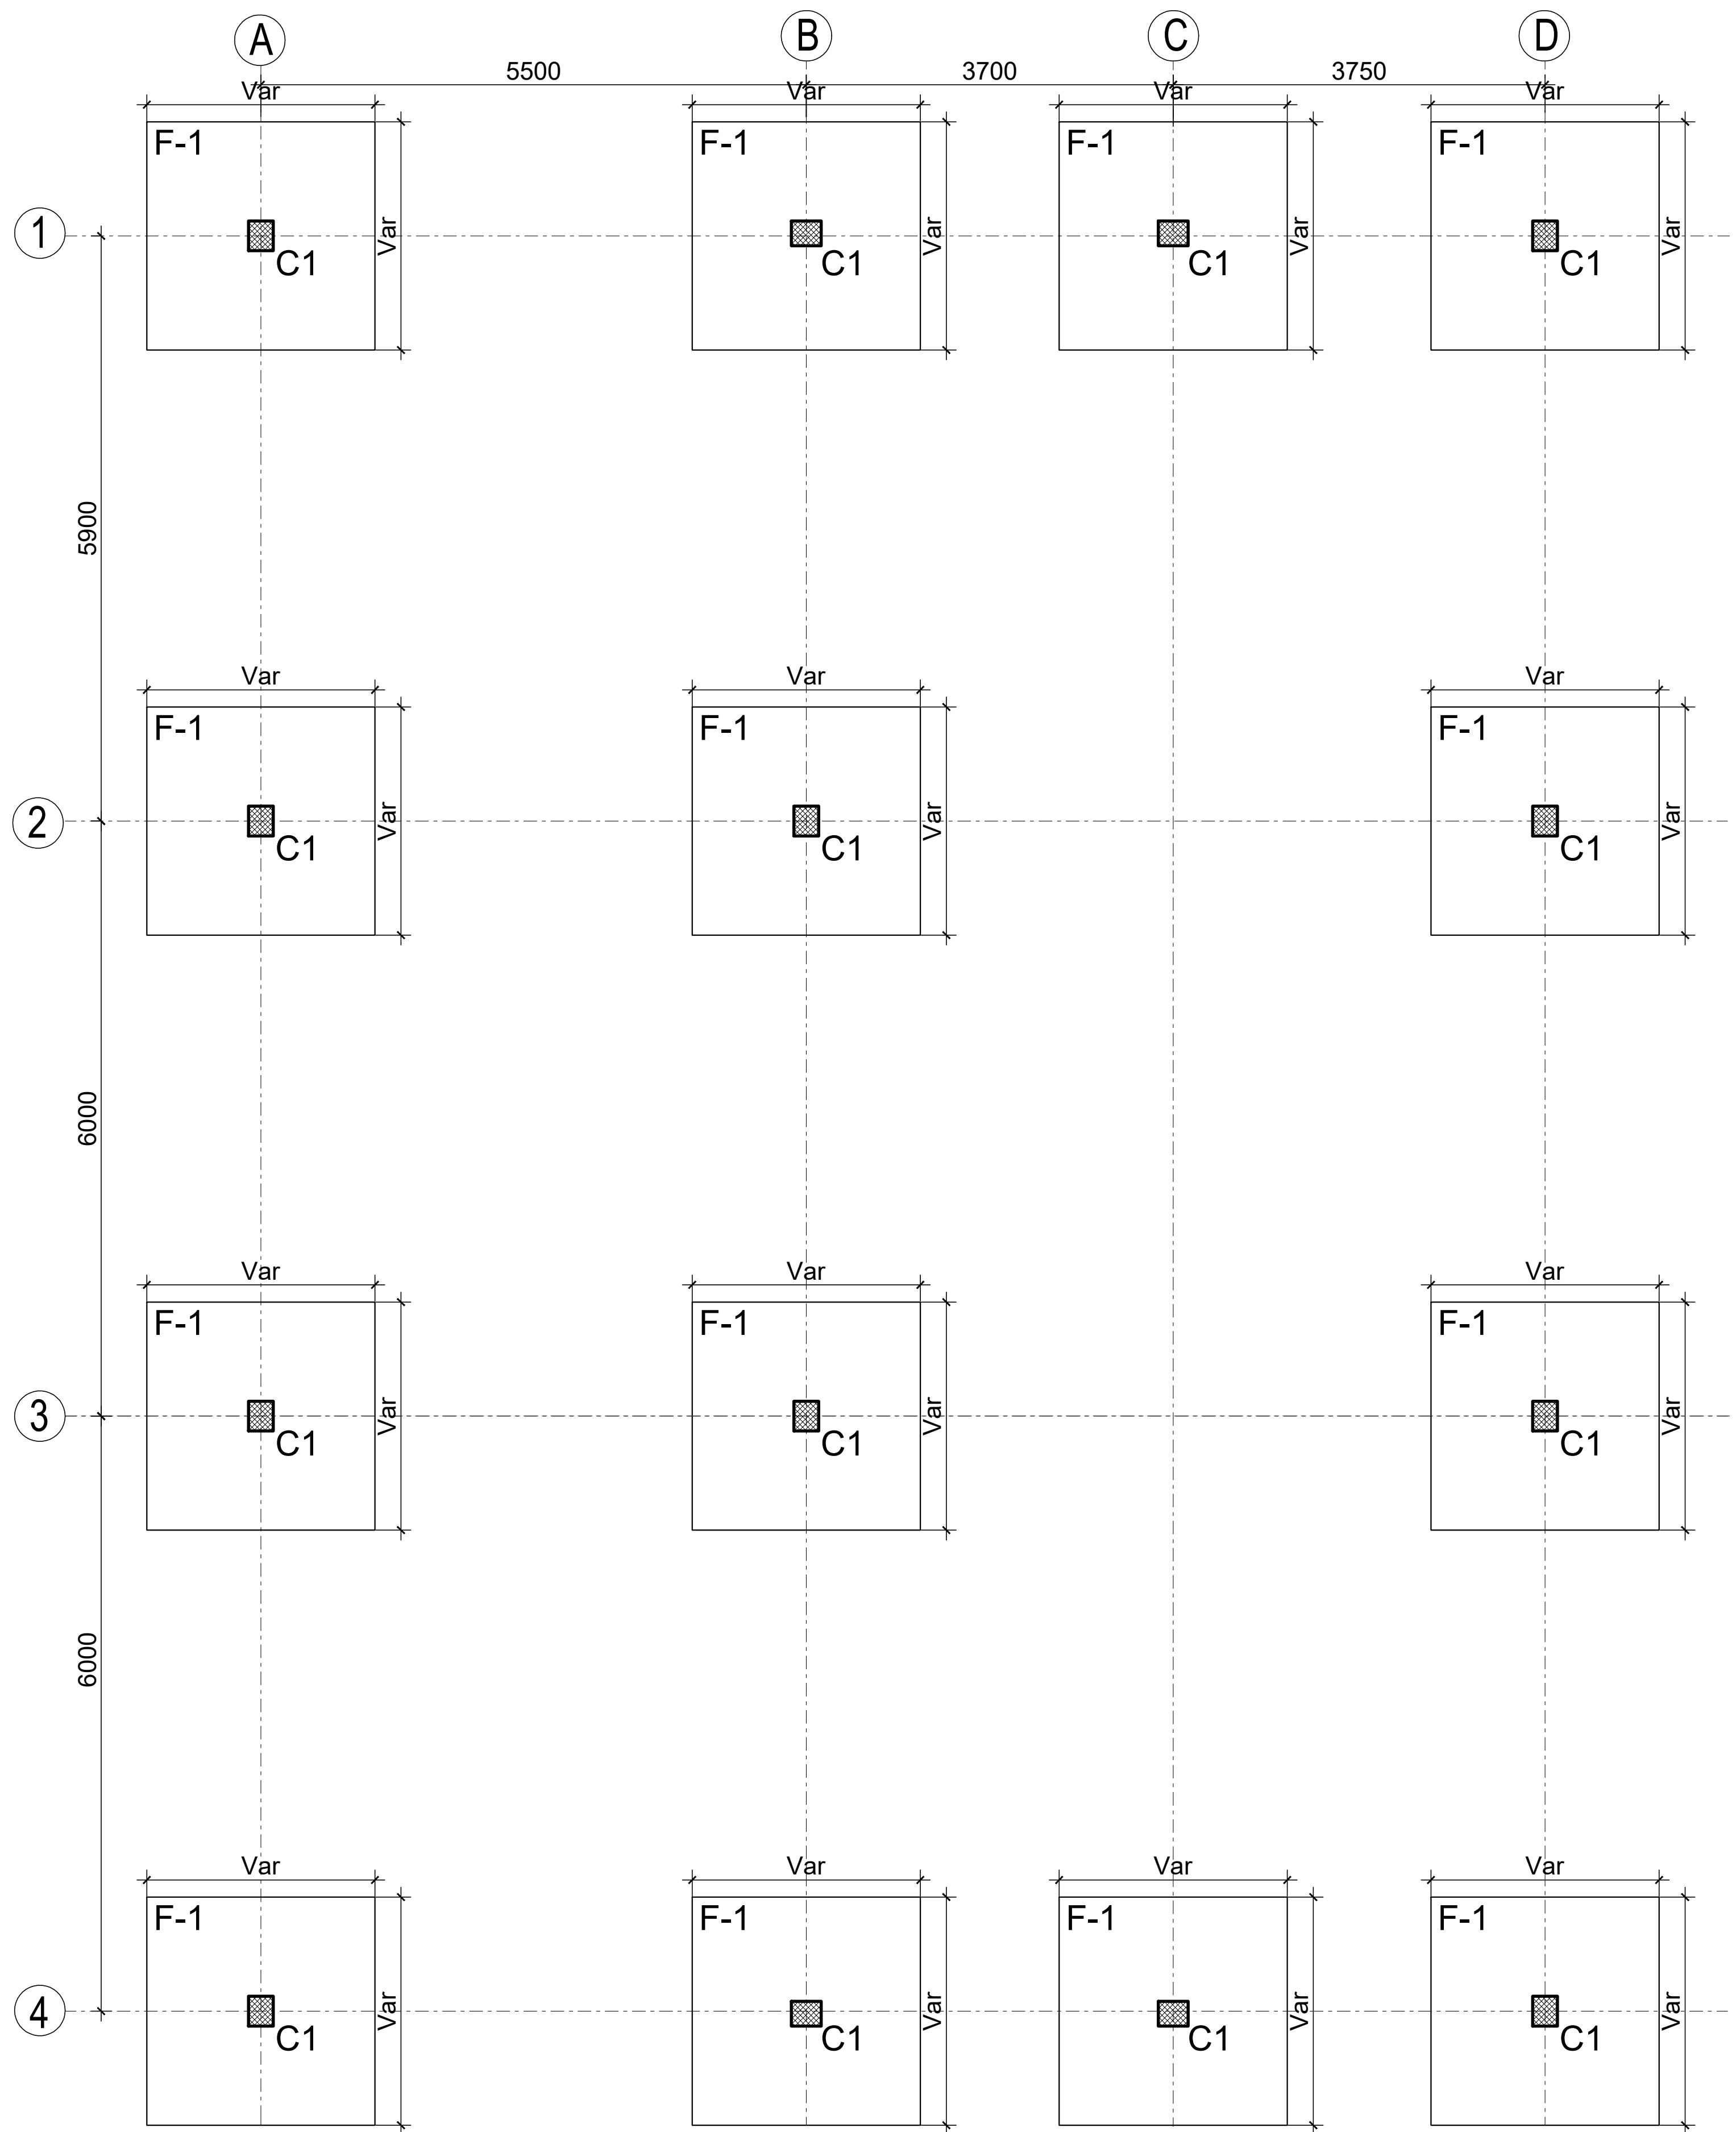 A B C D
5500 3700 3750
Var Var Var Var
F-1 F-1 F-1 F-1
1 Var Var Var Var
C1 C1 C1 C1
5900
Var Var Var
F-1 F-1 F-1
2 Var Var Var
C1 C1 C1
6000
Var Var Var
F-1 F-1 F-1
3 Var Var Var
C1 C1 C1
6000
Var Var Var Var
F-1 F-1 F-1 F-1
4 Var Var Var Var
C1 C1 C1 C1